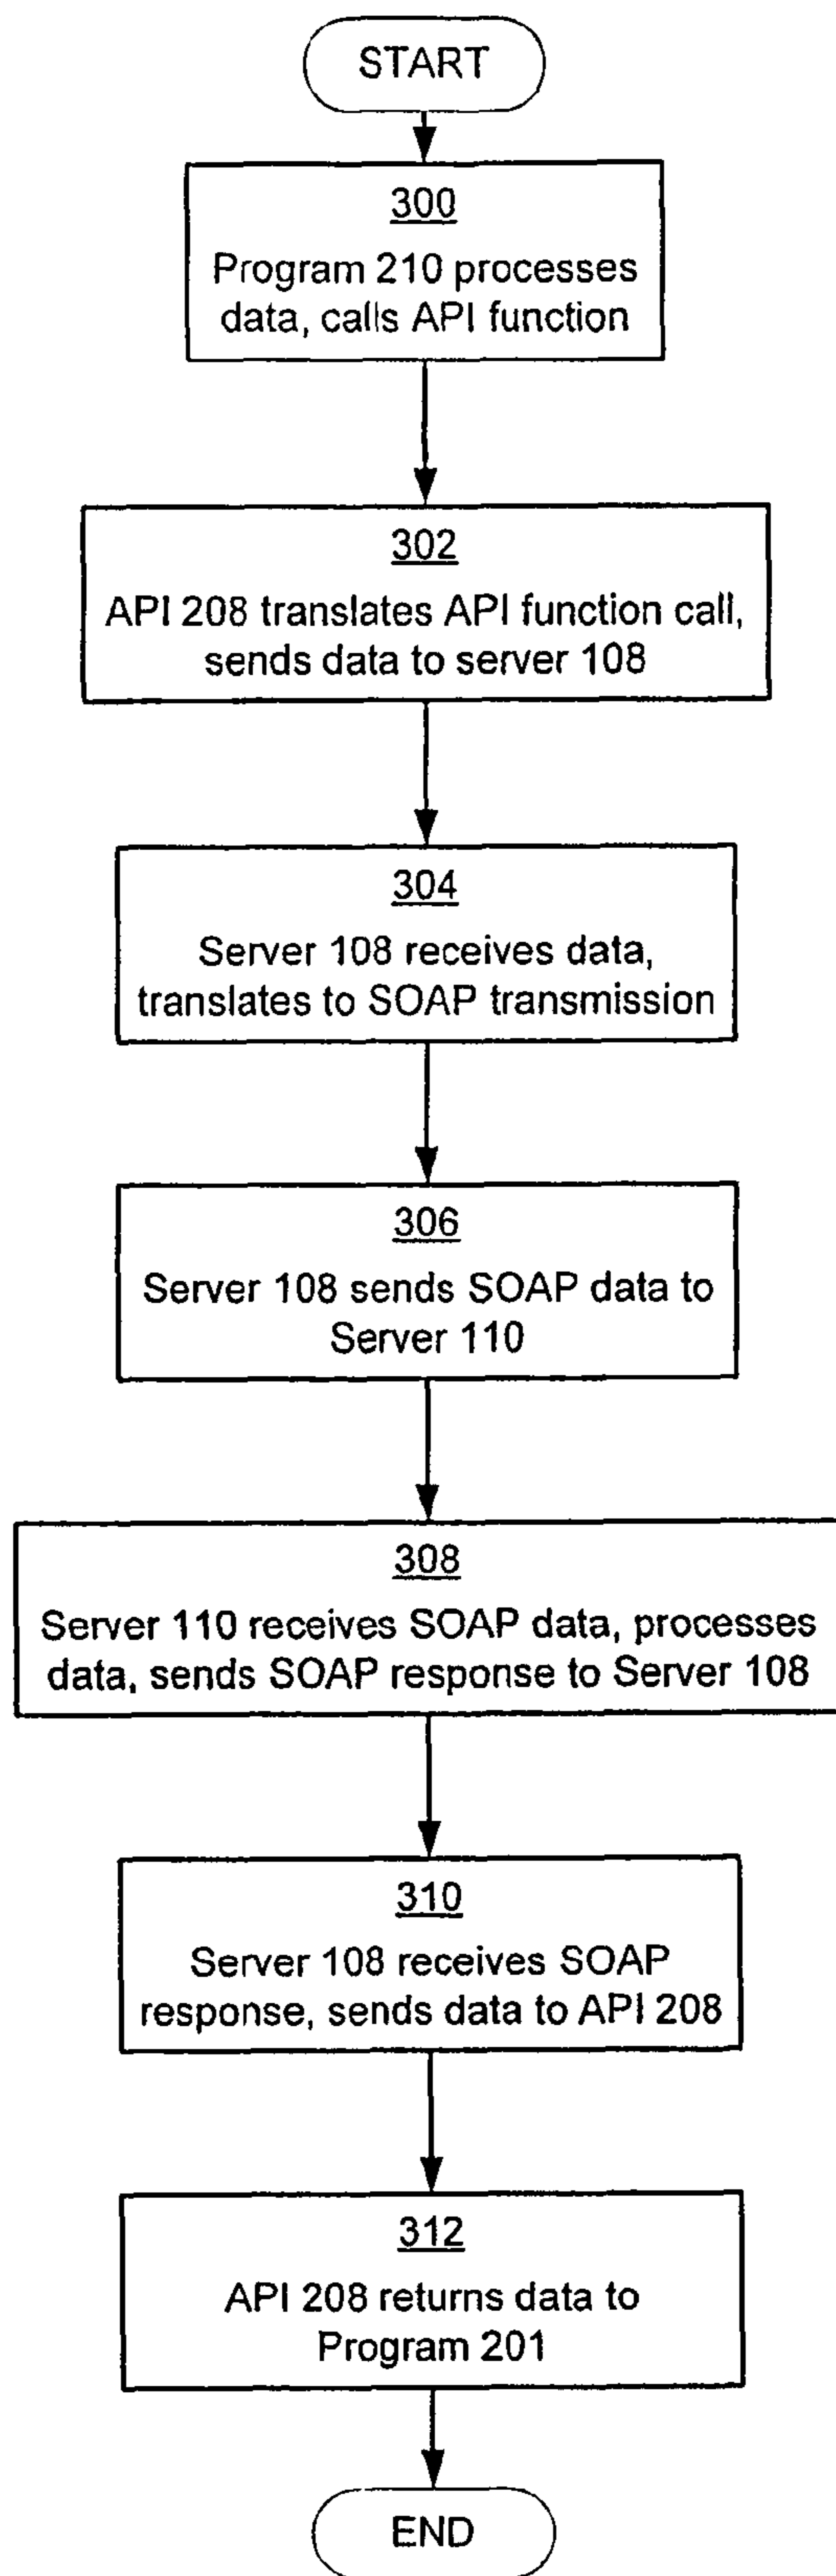 START
300
Program 210 processes
data, calls API function
302
API 208 translates API function call,
sends data to server 108
304
Server 108 receives data,
translates to SOAP transmission
306
Server 108 sends SOAP data to
Server 110
308
Server 110 receives SOAP data, processes
data, sends SOAP response to Server 108
310
Server 108 receives SOAP
response, sends data to API 208
312
API 208 returns data to
Program 201
END